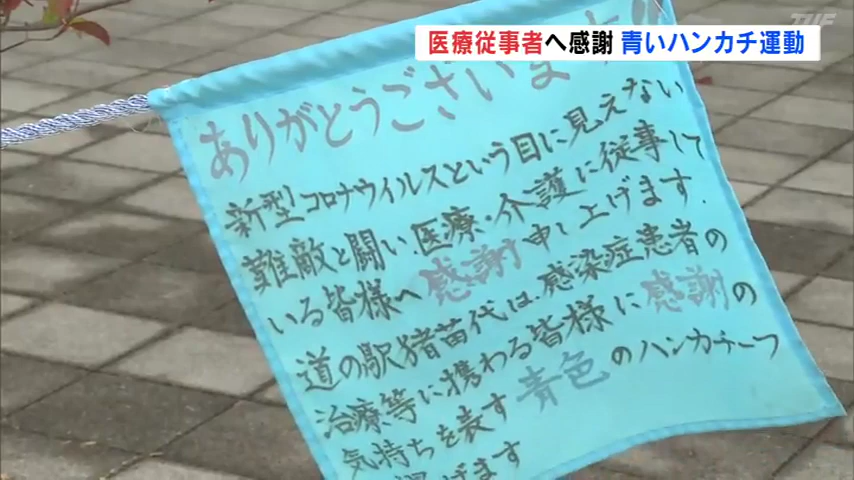 TUF
医療従事者へ感謝 青いハンカチ運動
ありがとうございます
新型コロナウイルスという目に見えない
難敵と闘い、医療・介護に従事して
いる皆様へ感謝申し上げます.
道の駅猪苗代は、感染症患者の
治療等に携わる皆様に感謝の
気持ちを表す青色のハンカチーフ
げます